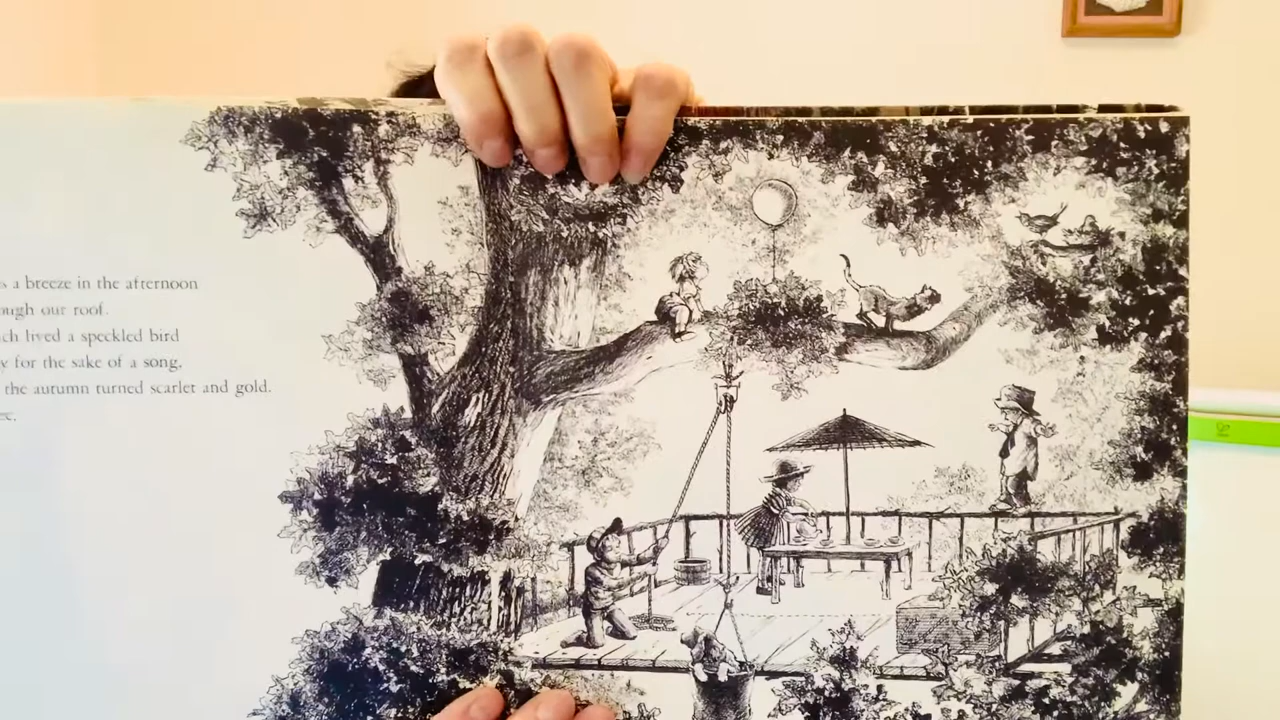 s a breeze in the afternoon
ugh our roof.
ch lived a speckled bird
y for the sake of a song,
the autumn turned scarlet and gold.